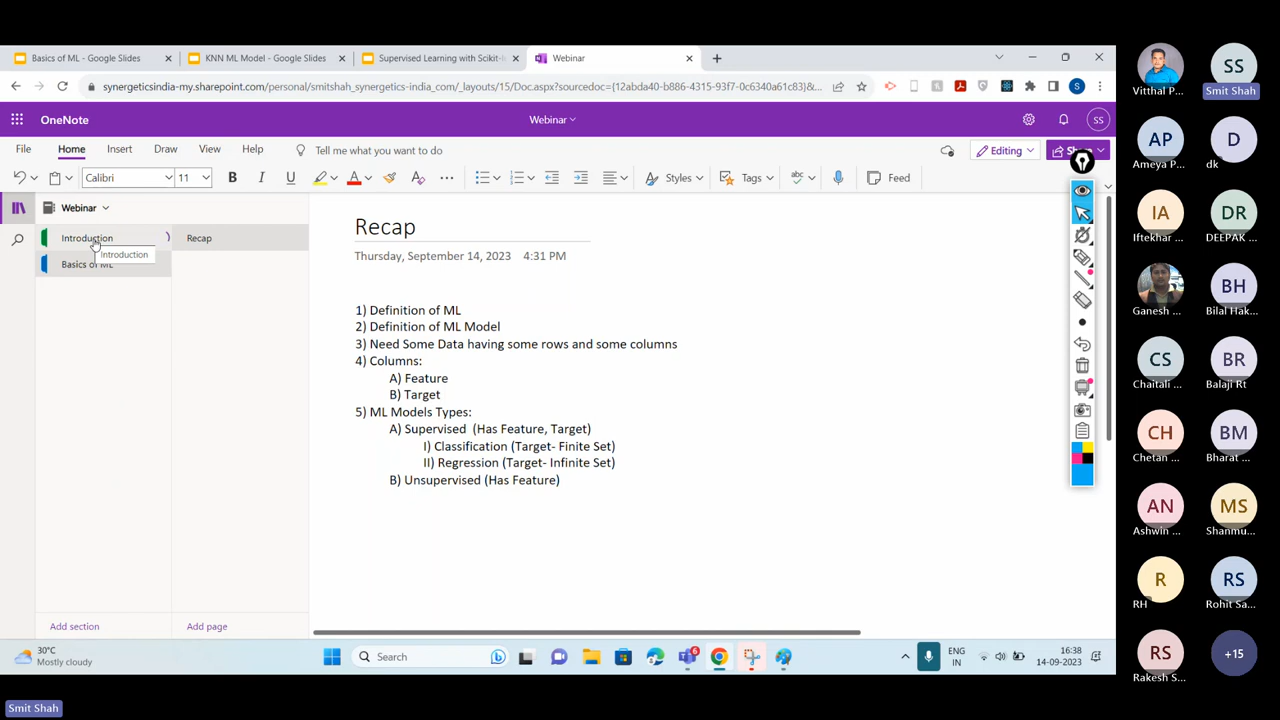 Basics of ML - Google Slides
KNN ML Model - Google Slides
Supervised Learning with Scikit-
Webinar
synergeticsindia-my.sharepoint.com/personal/smitshah_synergetics-india_com/_layouts/15/Doc.aspx?sourcedoc={12abda40-b886-4315-93f7-0c6340a61c83}&...
S
OneNote
Webinar
SS
File
Home
Insert
Draw
View
Help
Tell me what you want to do
Editing
Calibri
11
B
I
U
A
Styles
Tags
Feed
Webinar
Introduction
Introduction
Basics of ML
Recap
Add section
Add page
Recap
Thursday, September 14, 2023 4:31 PM
1) Definition of ML
2) Definition of ML Model
3) Need Some Data having some rows and some columns
4) Columns:
A) Feature
B) Target
5) ML Models Types:
A) Supervised (Has Feature, Target)
I) Classification (Target- Finite Set)
II) Regression (Target- Infinite Set)
B) Unsupervised (Has Feature)
30°C
Mostly cloudy
Search
6
ENG
IN
16:38
14-09-2023
Smit Shah
Vitthal P...
SS
Smit Shah
AP
Ameya P...
D
dk
IA
Iftekhar ...
DR
DEEPAK ...
Ganesh ...
BH
Bilal Hak...
CS
Chaitali ...
BR
Balaji Rt
CH
Chetan ...
BM
Bharat ...
AN
Ashwin ...
MS
Shanmu...
R
RH
RS
Rohit Sa...
RS
Rakesh S...
+15